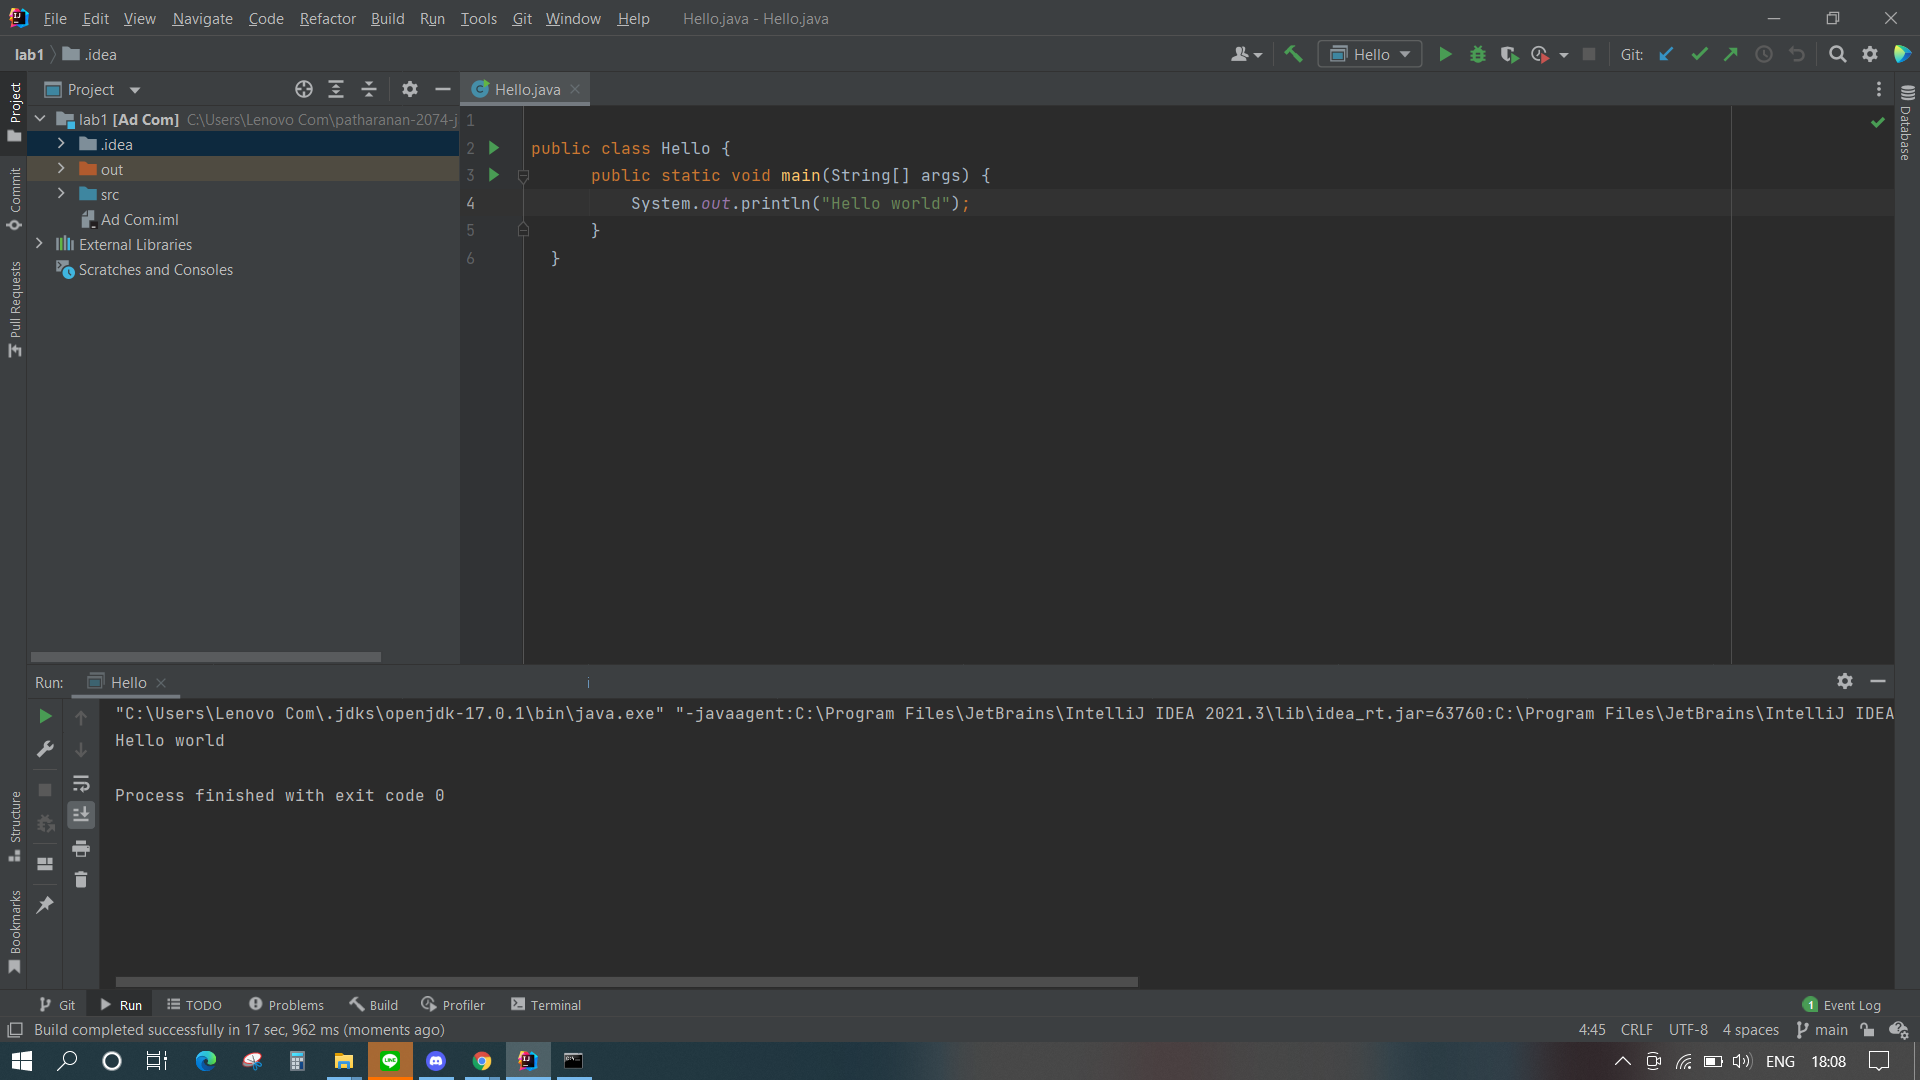 File Edit View Navigate Code Refactor Build Run Tools Git Window Help Hello.java - Hello.java
lab1 .idea
Hello
Git:
Project
Hello.java
lab1 [Ad Com] C:\Users\Lenovo Com\patharanan-2074-j
.idea
out
src
Ad Com.iml
External Libraries
Scratches and Consoles
Project
Commit
Pull Requests
Structure
Bookmarks
Database
1
2 public class Hello {
3 public static void main(String[] args) {
4 System.out.println("Hello world");
5 }
6 }
Run: Hello
i
"C:\Users\Lenovo Com\.jdks\openjdk-17.0.1\bin\java.exe" "-javaagent:C:\Program Files\JetBrains\IntelliJ IDEA 2021.3\lib\idea_rt.jar=63760:C:\Program Files\JetBrains\IntelliJ IDEA
Hello world
Process finished with exit code 0
Git Run TODO Problems Build Profiler Terminal
1 Event Log
Build completed successfully in 17 sec, 962 ms (moments ago)
4:45 CRLF UTF-8 4 spaces main
LINE
ENG 18:08